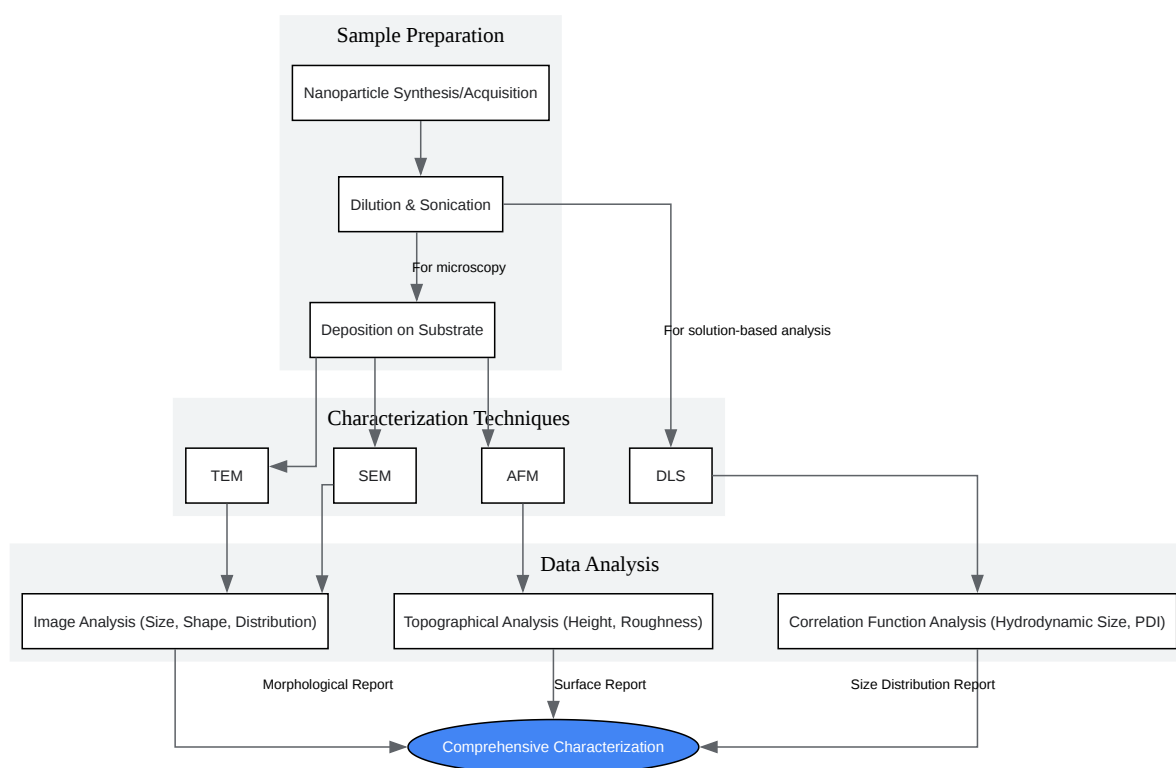 Sample Preparation
Nanoparticle Synthesis/Acquisition
Dilution & Sonication
For microscopy
Deposition on Substrate
For solution-based analysis
Characterization Techniques
TEM
SEM
AFM
DLS
Data Analysis
Image Analysis (Size, Shape, Distribution)
Topographical Analysis (Height, Roughness)
Correlation Function Analysis (Hydrodynamic Size, PDI)
Morphological Report
Surface Report
Size Distribution Report
Comprehensive Characterization